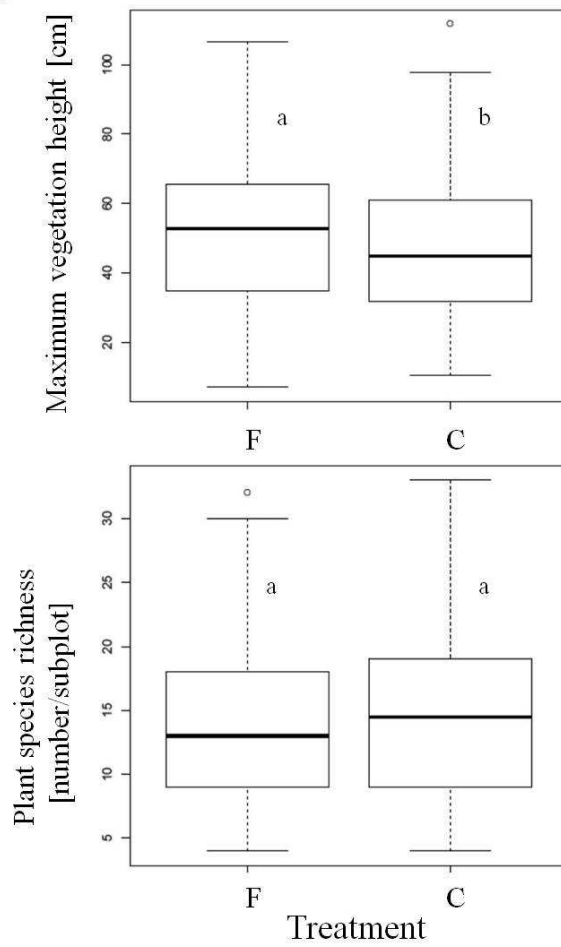 Maximum vegetation height [cm]
100
80
60
40
20
a
b
F
C
Plant species richness
[number/subplot]
30
25
20
15
10
5
a
a
F
C
Treatment